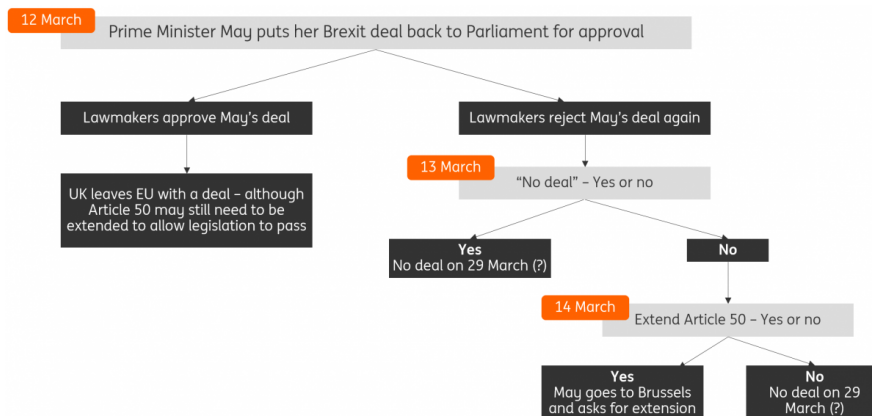 12 March
Prime Minister May puts her Brexit deal back to Parliament for approval
Lawmakers approve May's deal
Lawmakers reject May's deal again
13 March
"No deal" – Yes or no
UK leaves EU with a deal – although
Article 50 may still need to be
extended to allow legislation to pass
Yes
No deal on 29 March (?)
No
14 March
Extend Article 50 – Yes or no
Yes
May goes to Brussels
and asks for extension
No
No deal on 29
March (?)